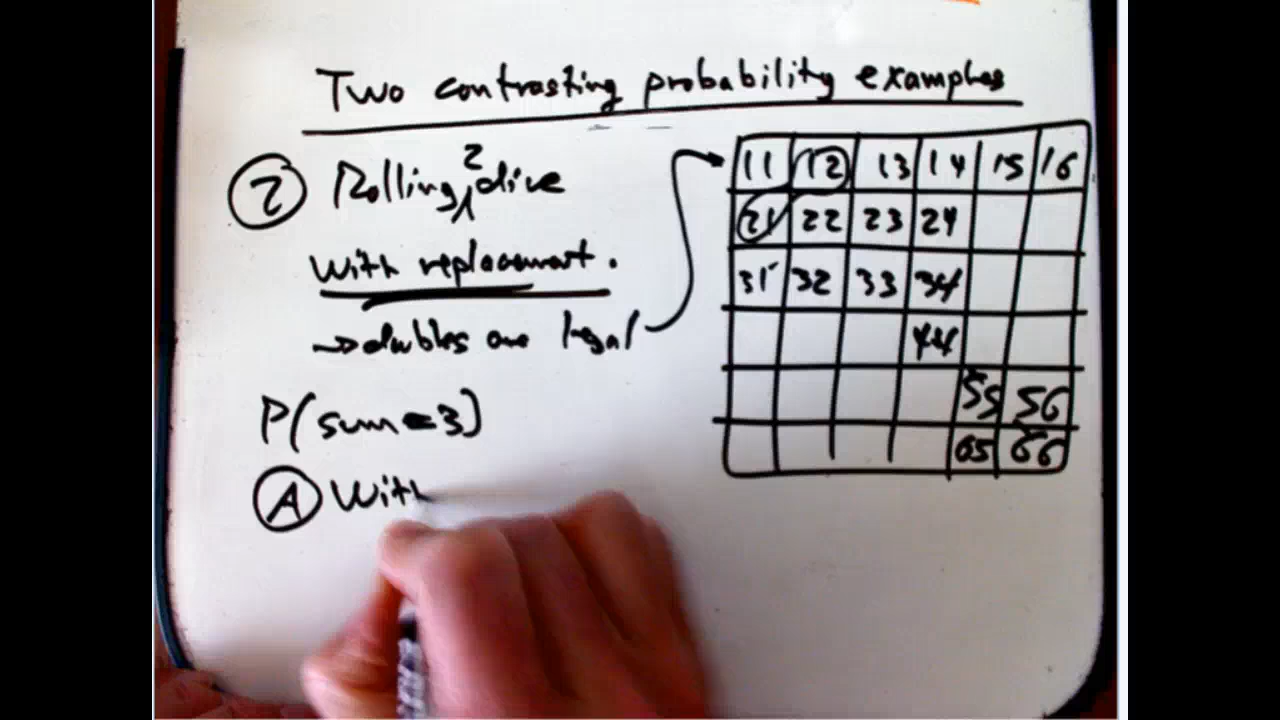 Two contrasting probability examples
2 Rolling 2 dice
with replacement.
→ doubles are legal
P(sum = 3)
A With
11 12 13 14 15 16
21 22 23 24
31 32 33 34
44
55 56
65 66